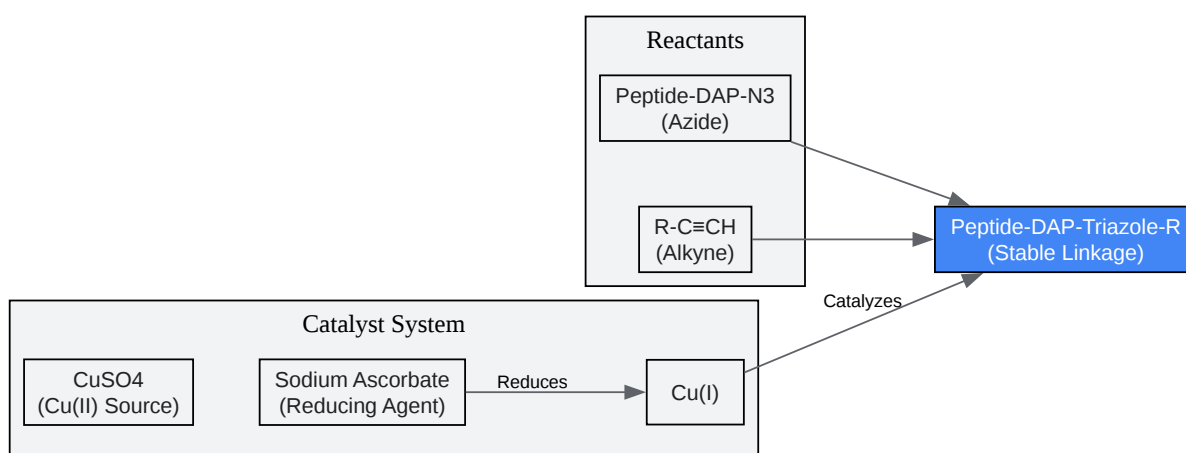 Reactants
Peptide-DAP-N3
(Azide)
R-C≡CH
(Alkyne)
Peptide-DAP-Triazole-R
(Stable Linkage)
Catalyzes
Catalyst System
CuSO4
(Cu(II) Source)
Sodium Ascorbate
(Reducing Agent)
Reduces
Cu(I)